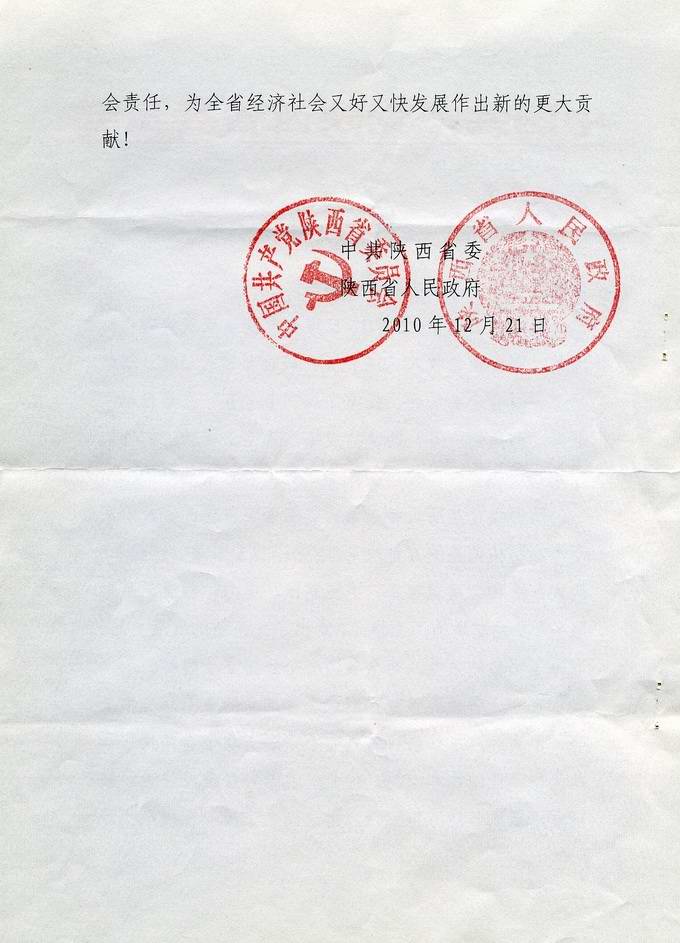 会责任，为全省经济社会又好又快发展作出新的更大贡
献！
中国共产党陕西省委员会
陕西省人民政府
中共陕西省委
陕西省人民政府
2010年12月21日